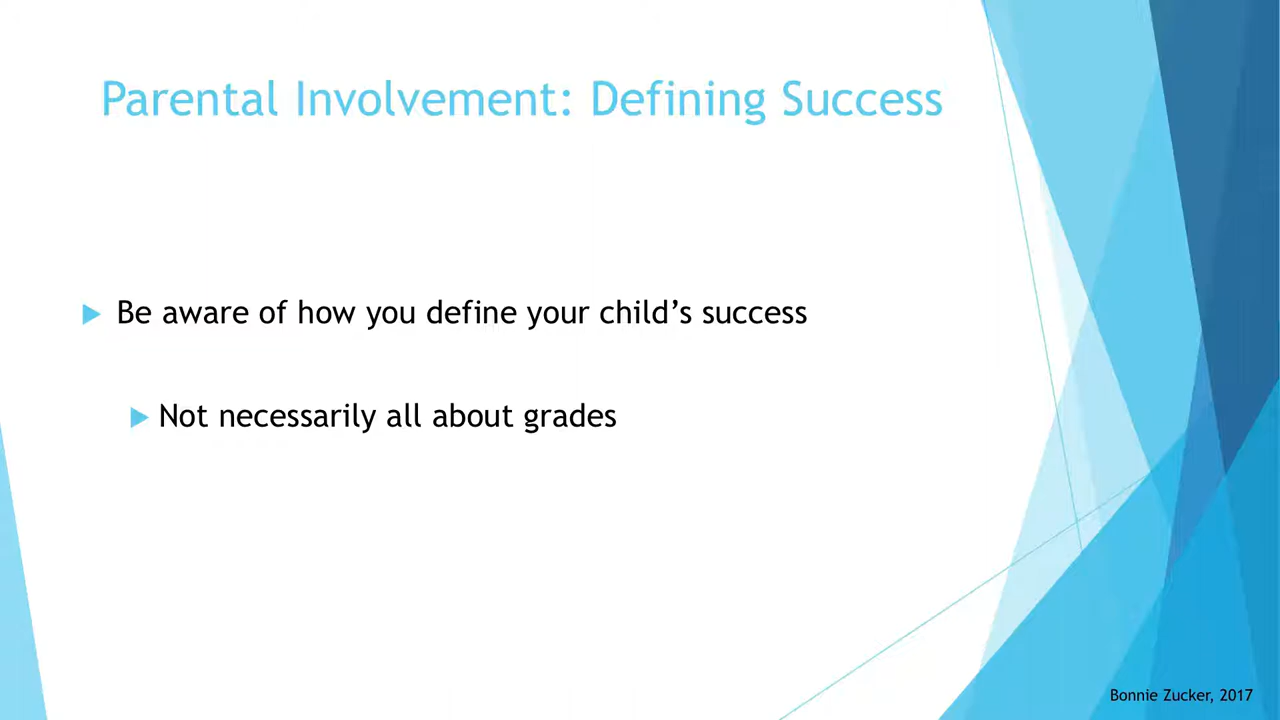 Parental Involvement: Defining Success
Be aware of how you define your child’s success
Not necessarily all about grades
Bonnie Zucker, 2017